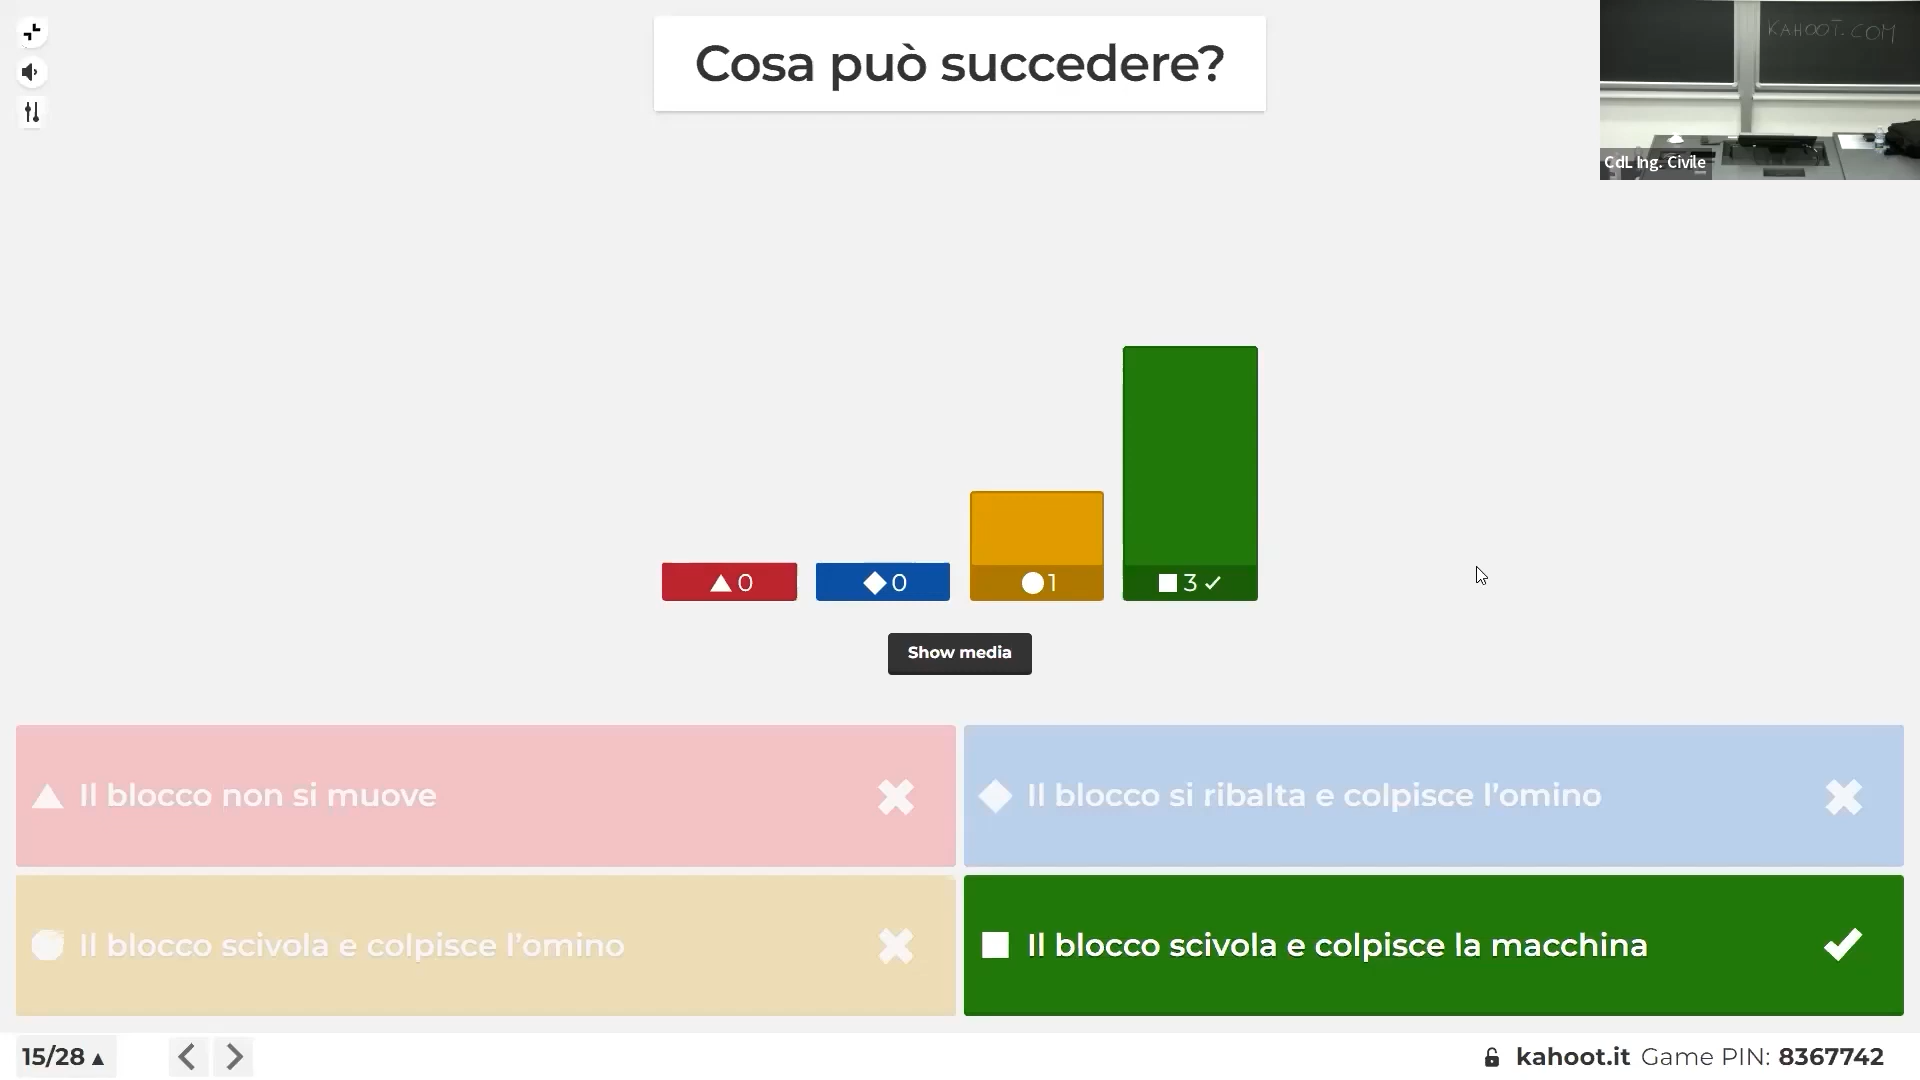 Cosa può succedere?
KAHOOT.COM
CdL Ing. Civile
0
0
1
3
Show media
Il blocco non si muove
Il blocco si ribalta e colpisce l'omino
Il blocco scivola e colpisce l'omino
Il blocco scivola e colpisce la macchina
15/28
kahoot.it Game PIN: 8367742